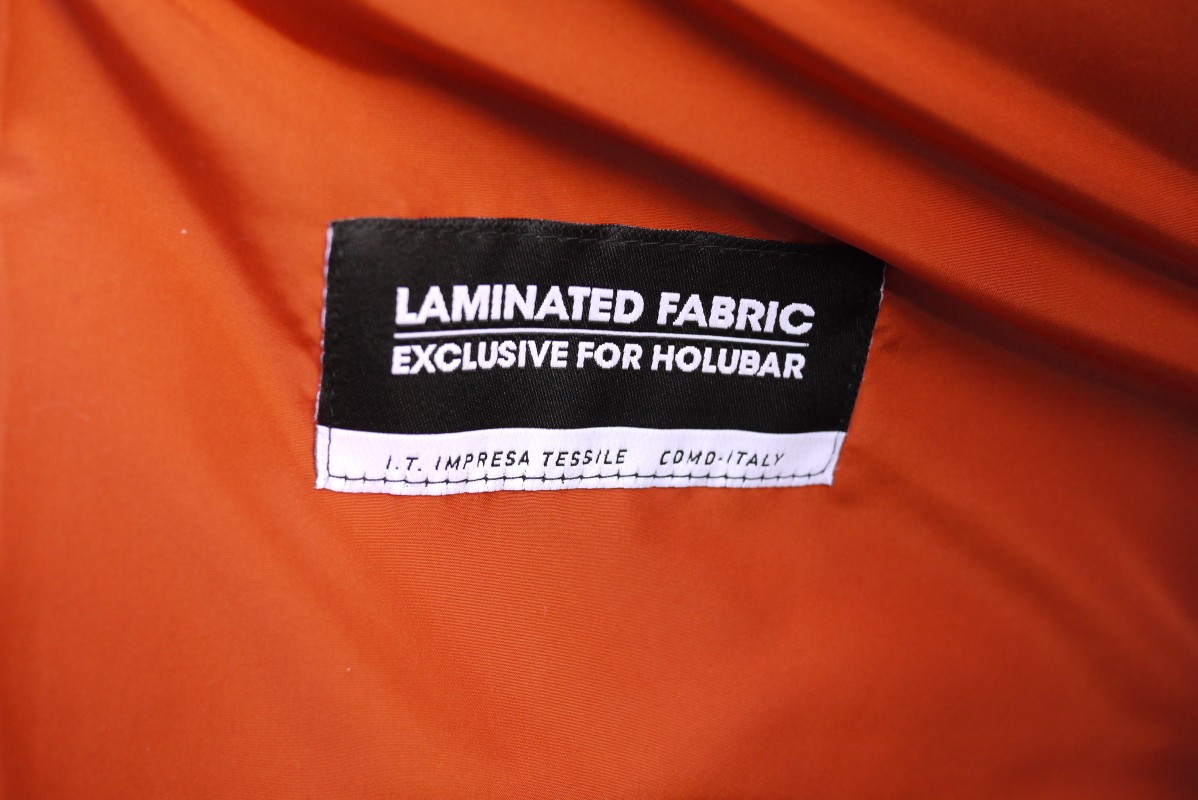 LAMINATED FABRIC
EXCLUSIVE FOR HOLUBAR
I.T. IMPRESA TESSILE COMO-ITALY